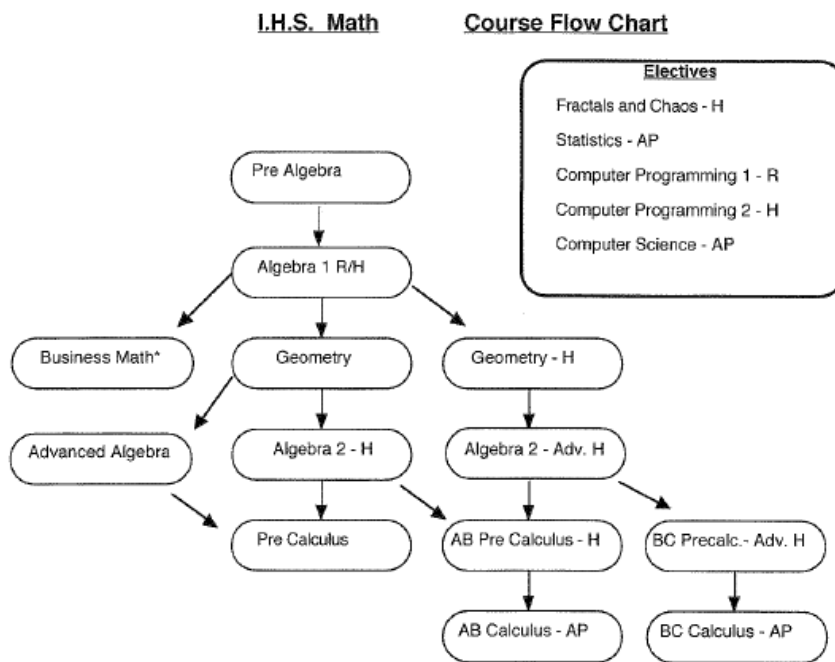 I.H.S. Math Course Flow Chart
Electives
Fractals and Chaos - H
Statistics - AP
Computer Programming 1 - R
Computer Programming 2 - H
Computer Science - AP
Pre Algebra
Algebra 1 R/H
Business Math*
Geometry
Geometry - H
Advanced Algebra
Algebra 2 - H
Algebra 2 - Adv. H
Pre Calculus
AB Pre Calculus - H
BC Precalc.- Adv. H
AB Calculus - AP
BC Calculus - AP